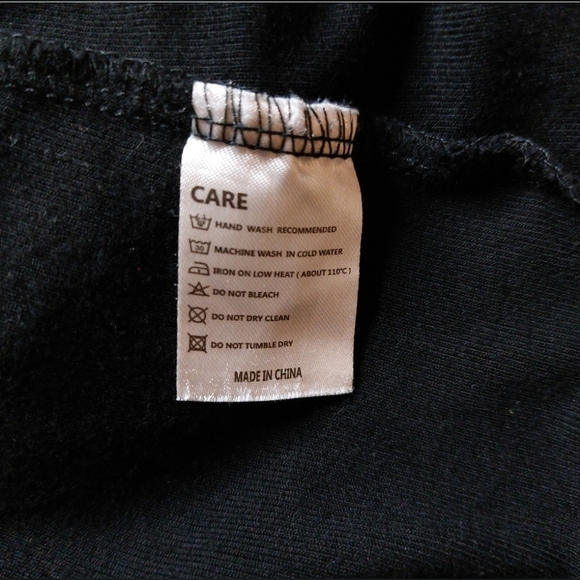 CARE
HAND WASH RECOMMENDED
30 MACHINE WASH IN COLD WATER
IRON ON LOW HEAT ( ABOUT 110°C )
DO NOT BLEACH
DO NOT DRY CLEAN
DO NOT TUMBLE DRY
MADE IN CHINA